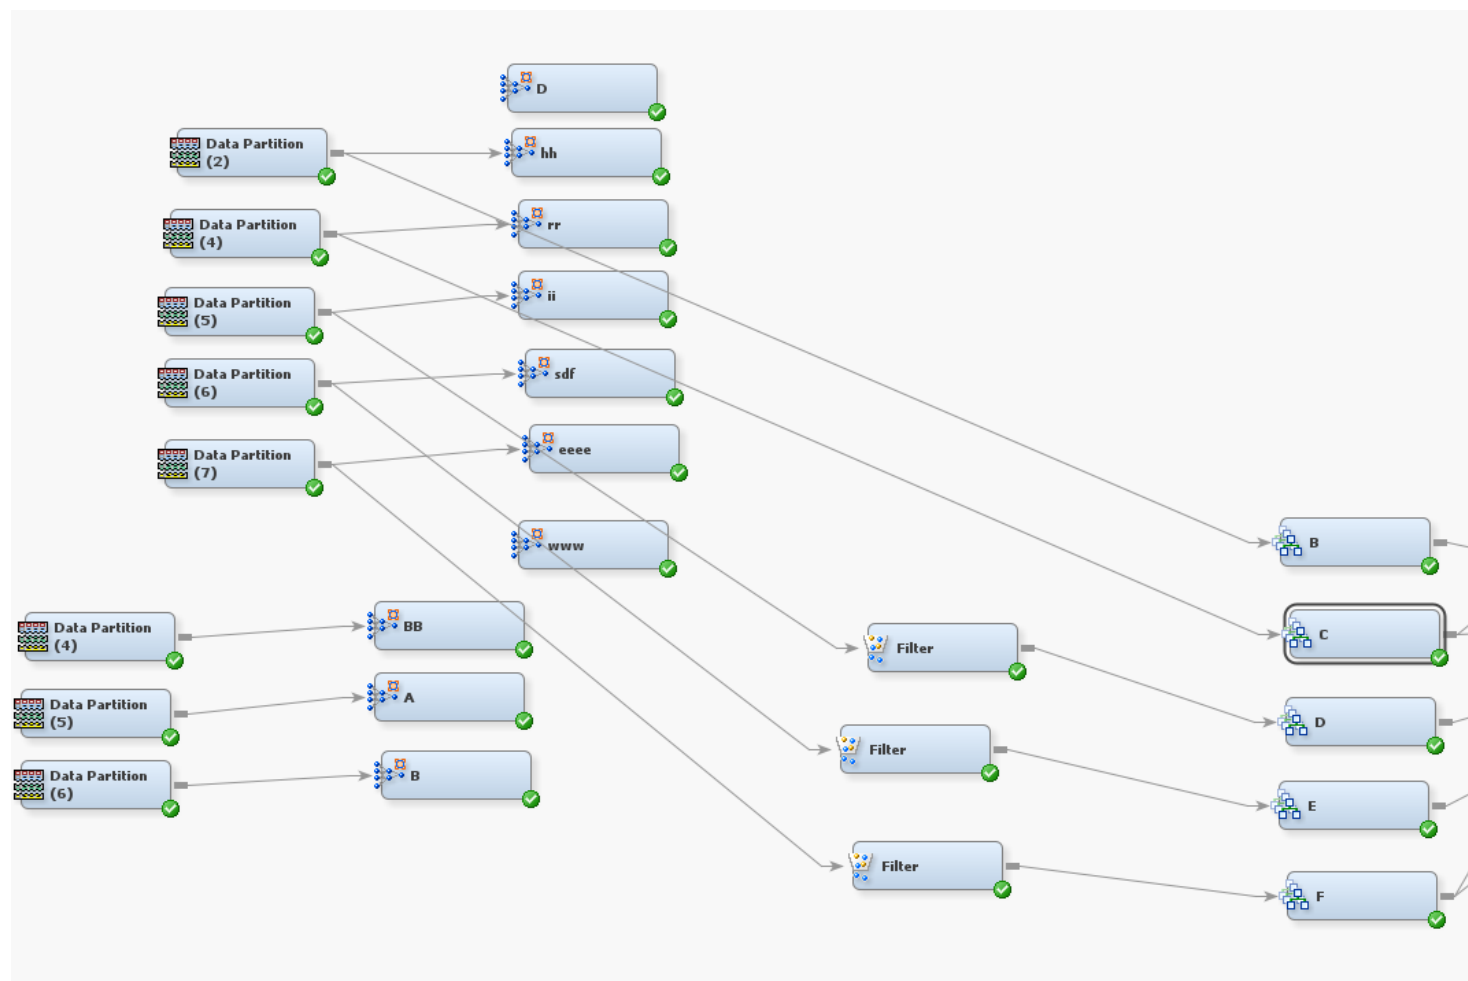 D
Data Partition
(2)
hh
Data Partition
(4)
rr
Data Partition
(5)
ii
Data Partition
(6)
sdf
Data Partition
(7)
eeee
www
B
Data Partition
(4)
BB
C
Filter
Data Partition
(5)
A
D
Filter
Data Partition
(6)
B
E
Filter
F